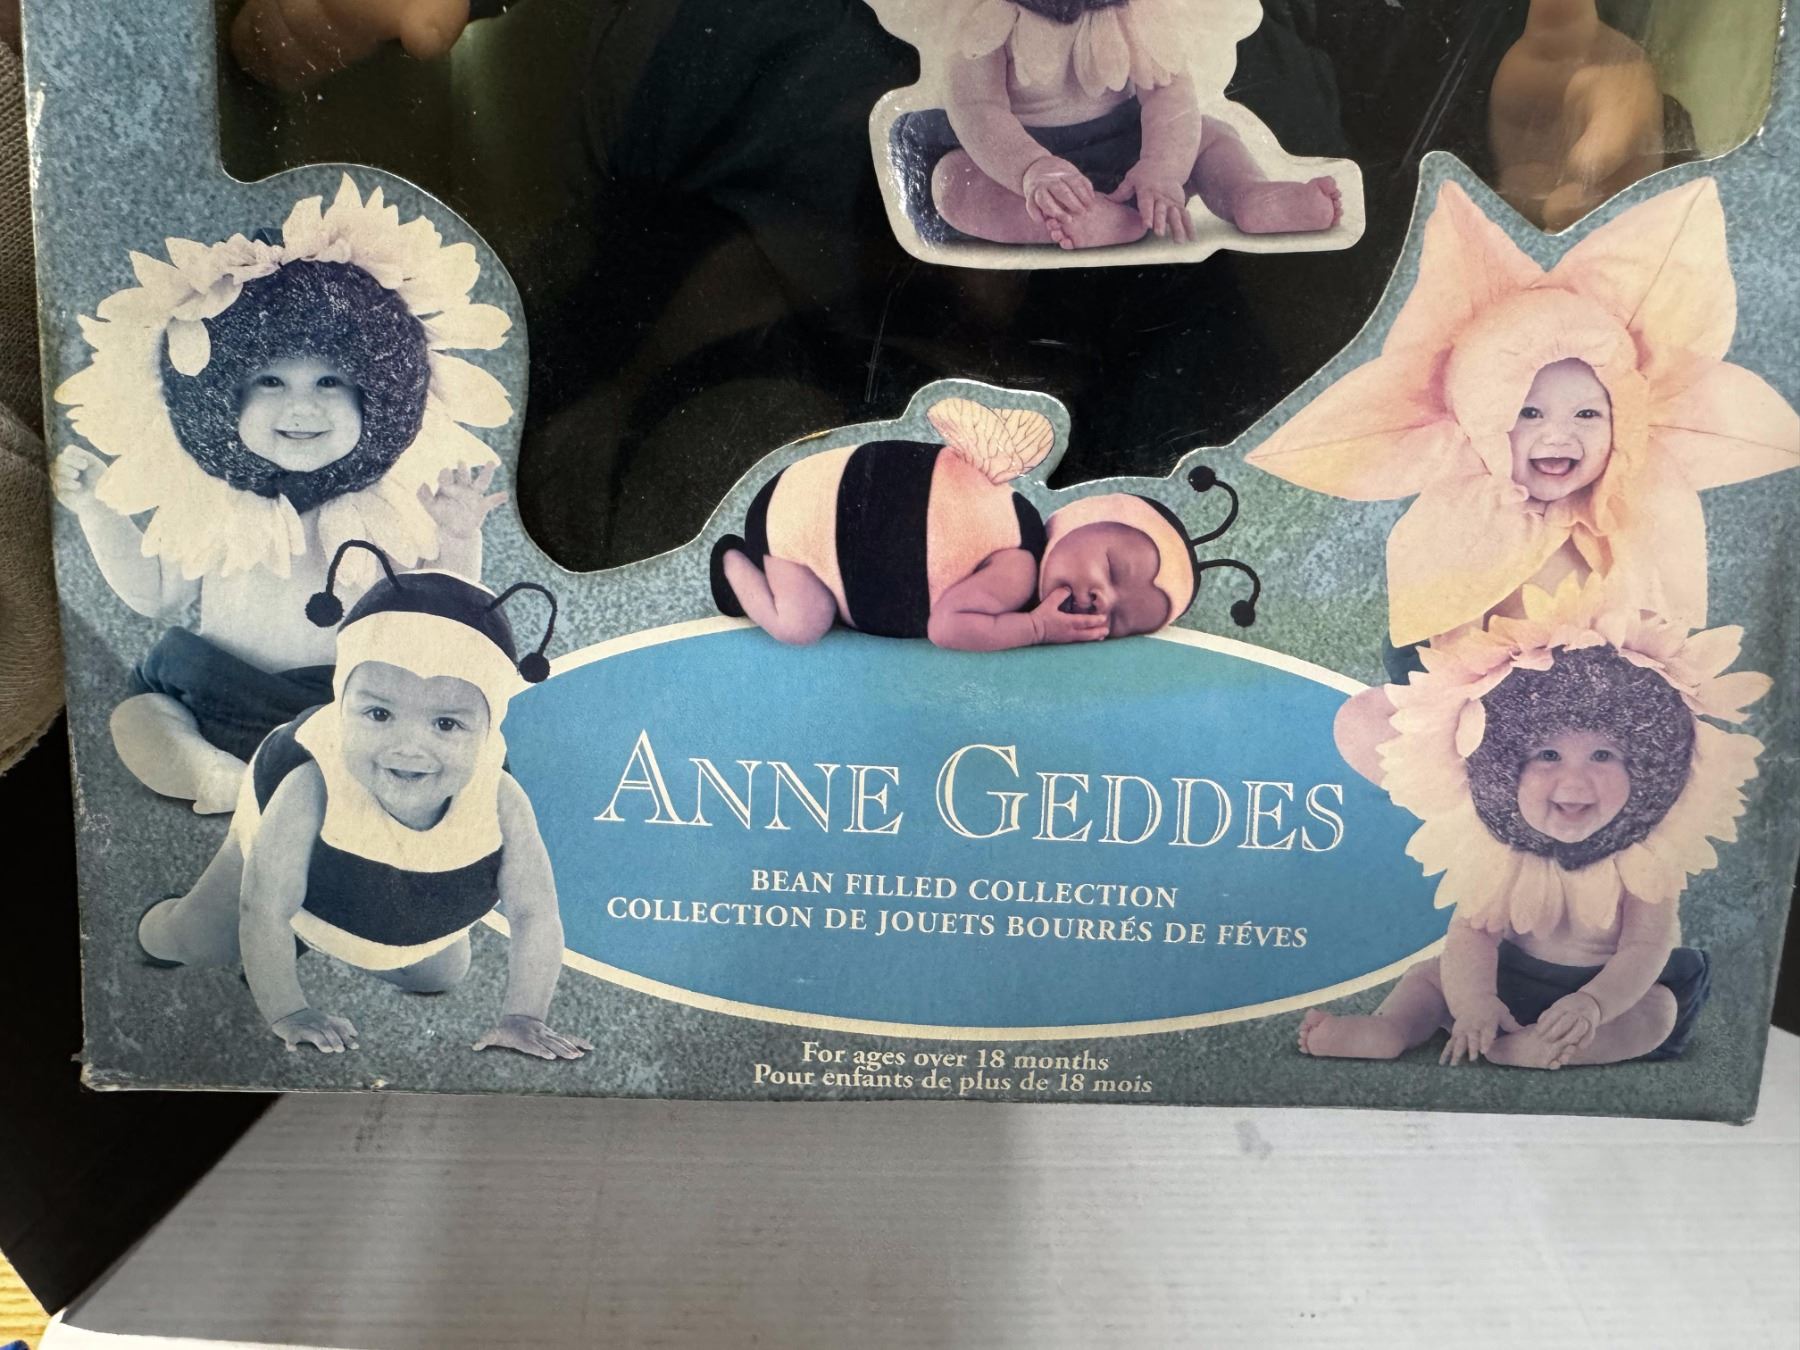 ANNE GEDDES
BEAN FILLED COLLECTION
COLLECTION DE JOUETS BOURRÉS DE FÉVES
For ages over 18 months
Pour enfants de plus de 18 mois